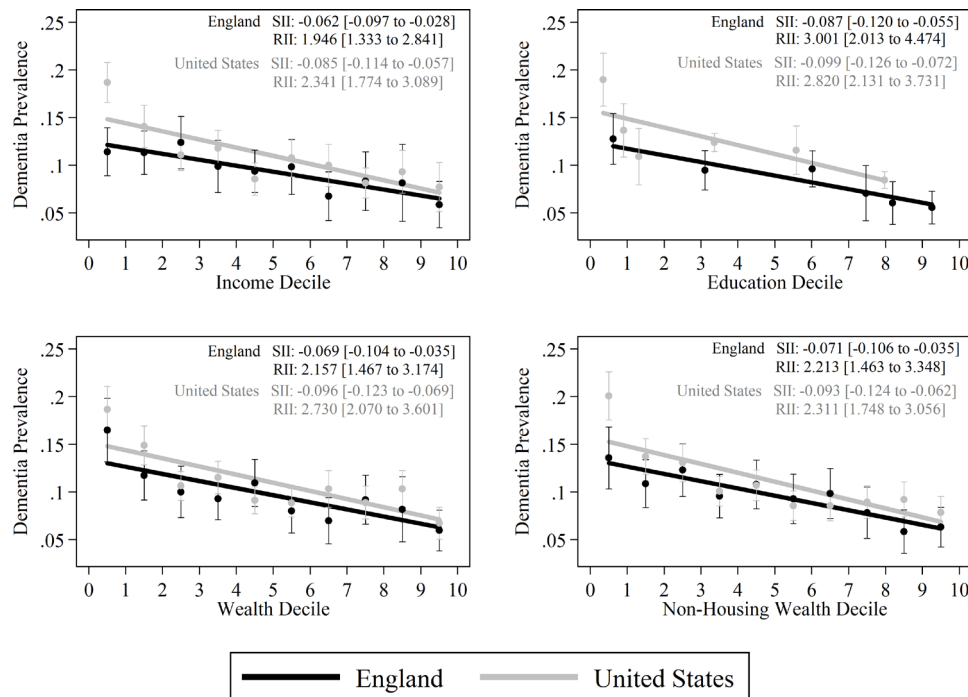 England SII: -0.062 [-0.097 to -0.028]
RII: 1.946 [1.333 to 2.841]
United States SII: -0.085 [-0.114 to -0.057]
RII: 2.341 [1.774 to 3.089]
Dementia Prevalence
.25
.2
.15
.1
.05
0 1 2 3 4 5 6 7 8 9 10
Income Decile
England SII: -0.087 [-0.120 to -0.055]
RII: 3.001 [2.013 to 4.474]
United States SII: -0.099 [-0.126 to -0.072]
RII: 2.820 [2.131 to 3.731]
Dementia Prevalence
.25
.2
.15
.1
.05
0 1 2 3 4 5 6 7 8 9 10
Education Decile
England SII: -0.069 [-0.104 to -0.035]
RII: 2.157 [1.467 to 3.174]
United States SII: -0.096 [-0.123 to -0.069]
RII: 2.730 [2.070 to 3.601]
Dementia Prevalence
.25
.2
.15
.1
.05
0 1 2 3 4 5 6 7 8 9 10
Wealth Decile
England SII: -0.071 [-0.106 to -0.035]
RII: 2.213 [1.463 to 3.348]
United States SII: -0.093 [-0.124 to -0.062]
RII: 2.311 [1.748 to 3.056]
Dementia Prevalence
.25
.2
.15
.1
.05
0 1 2 3 4 5 6 7 8 9 10
Non-Housing Wealth Decile
England United States